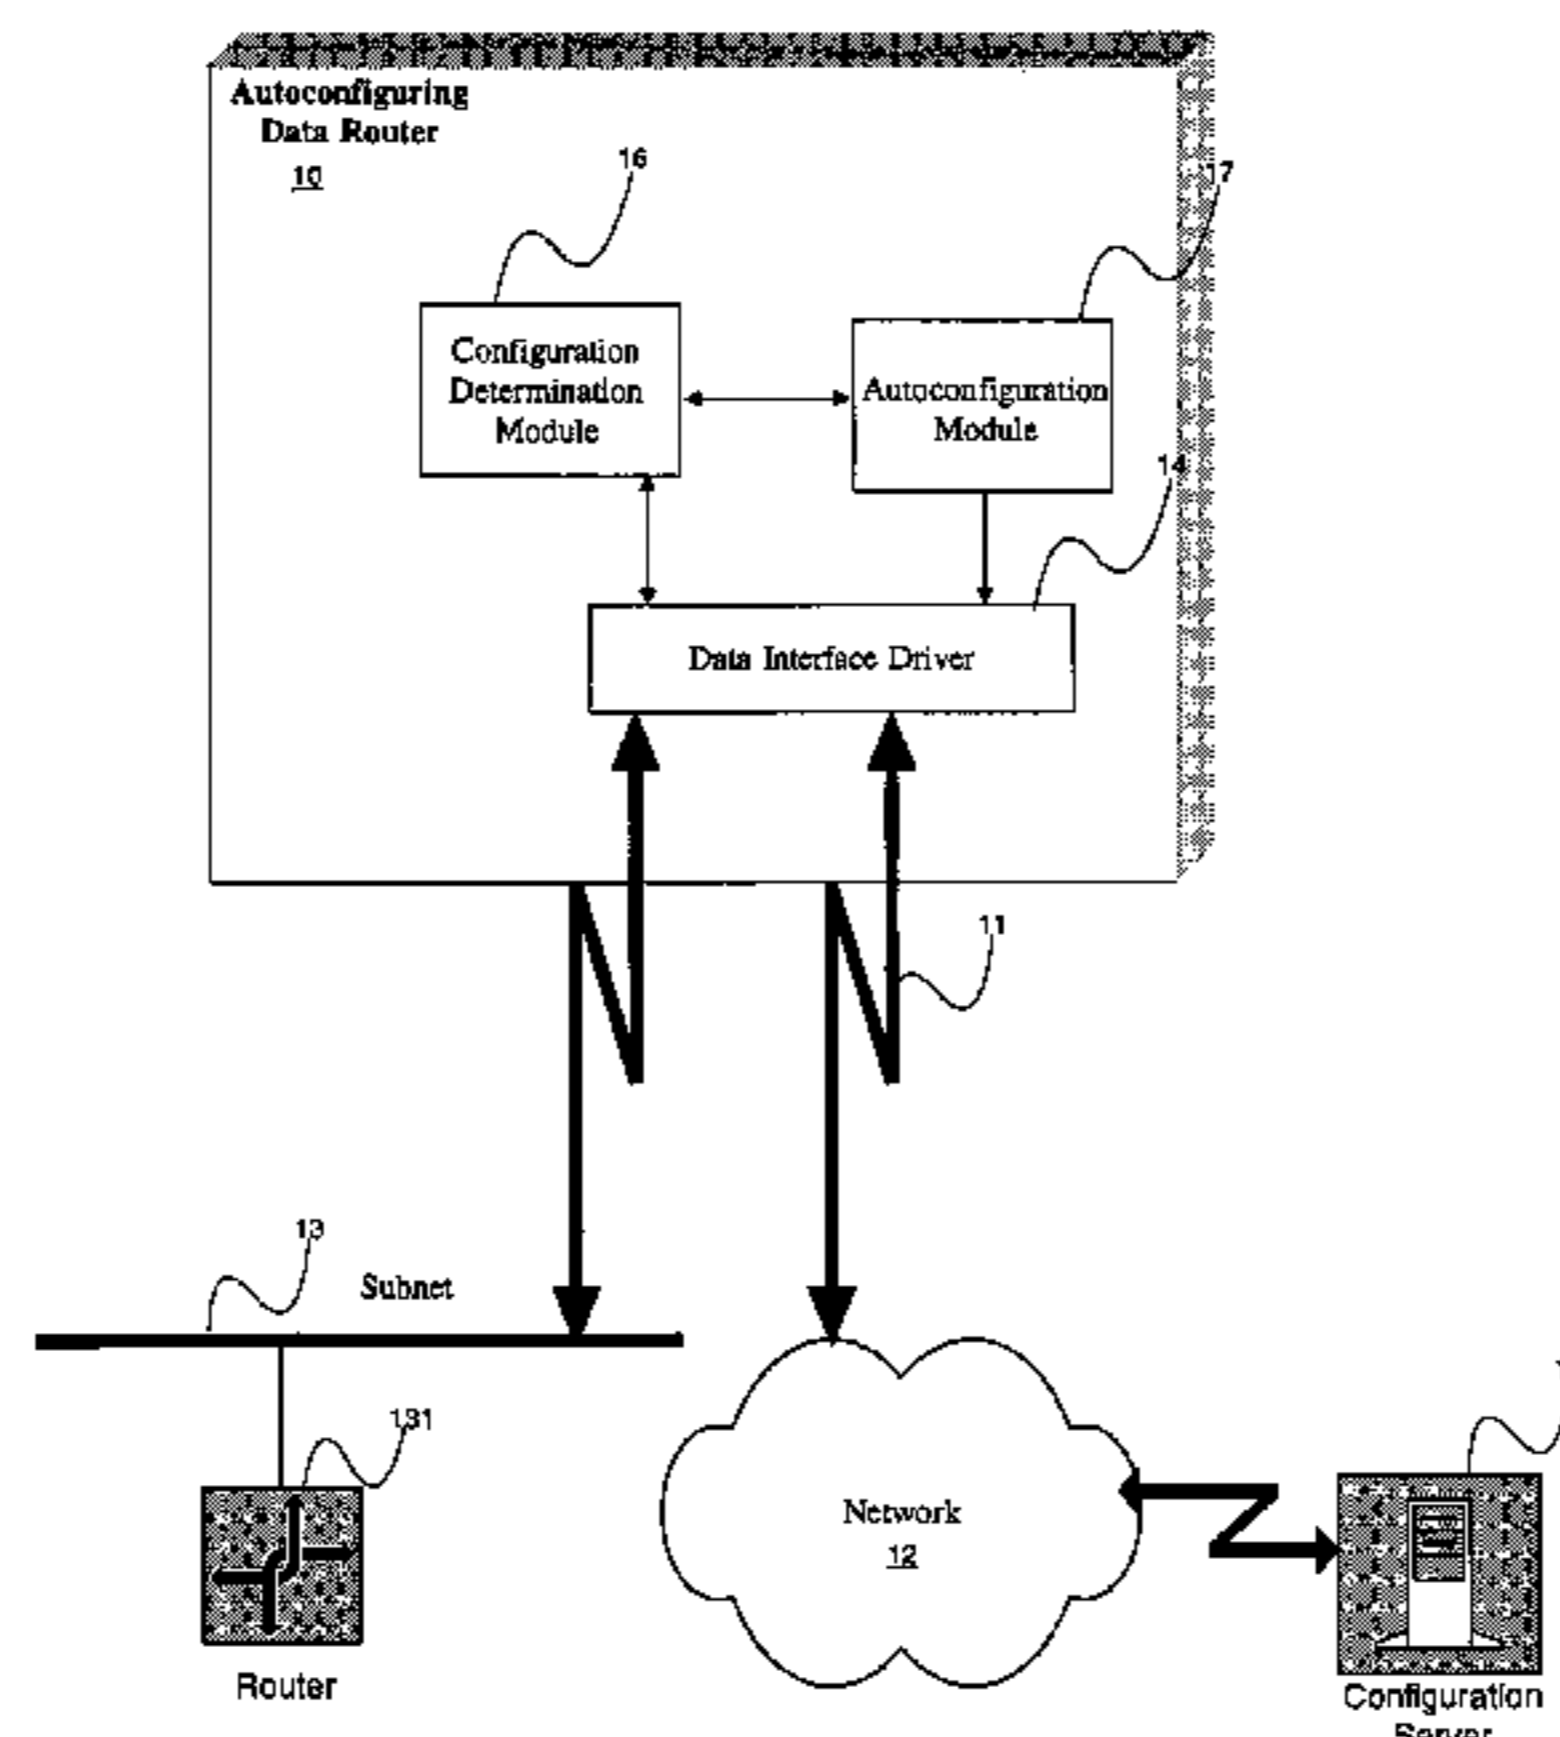 Autoconfiguring
Data Router
10
16
17
Configuration
Determination
Module
Autoconfiguration
Module
14
Data Interface Driver
11
13
Subnet
131
Network
12
Router
Configuration
Server